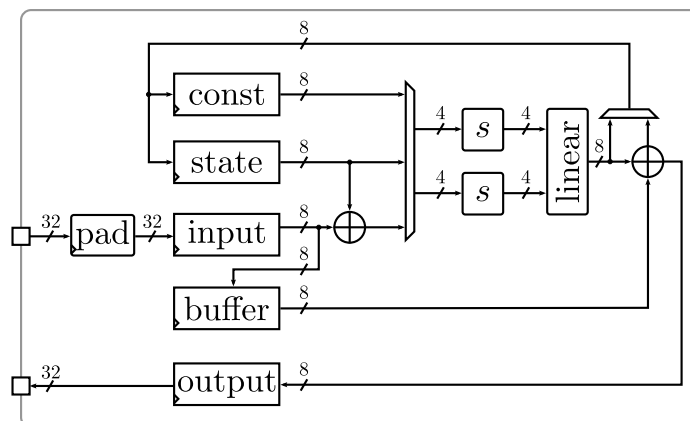 8
const 8
4 s 4
state 8
linear 8
4 s 4
32 pad 32 input 8
8
buffer 8
32 output 8